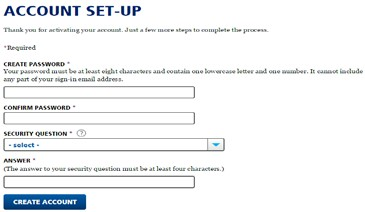 ACCOUNT SET-UP
Thank you for activating your account. Just a few more steps to complete the process.
*Required
CREATE PASSWORD *
Your password must be at least eight characters and contain one lowercase letter and one number. It cannot include
any part of your sign-in email address.
CONFIRM PASSWORD *
SECURITY QUESTION * ?
- select -
ANSWER *
(The answer to your security question must be at least four characters.)
CREATE ACCOUNT